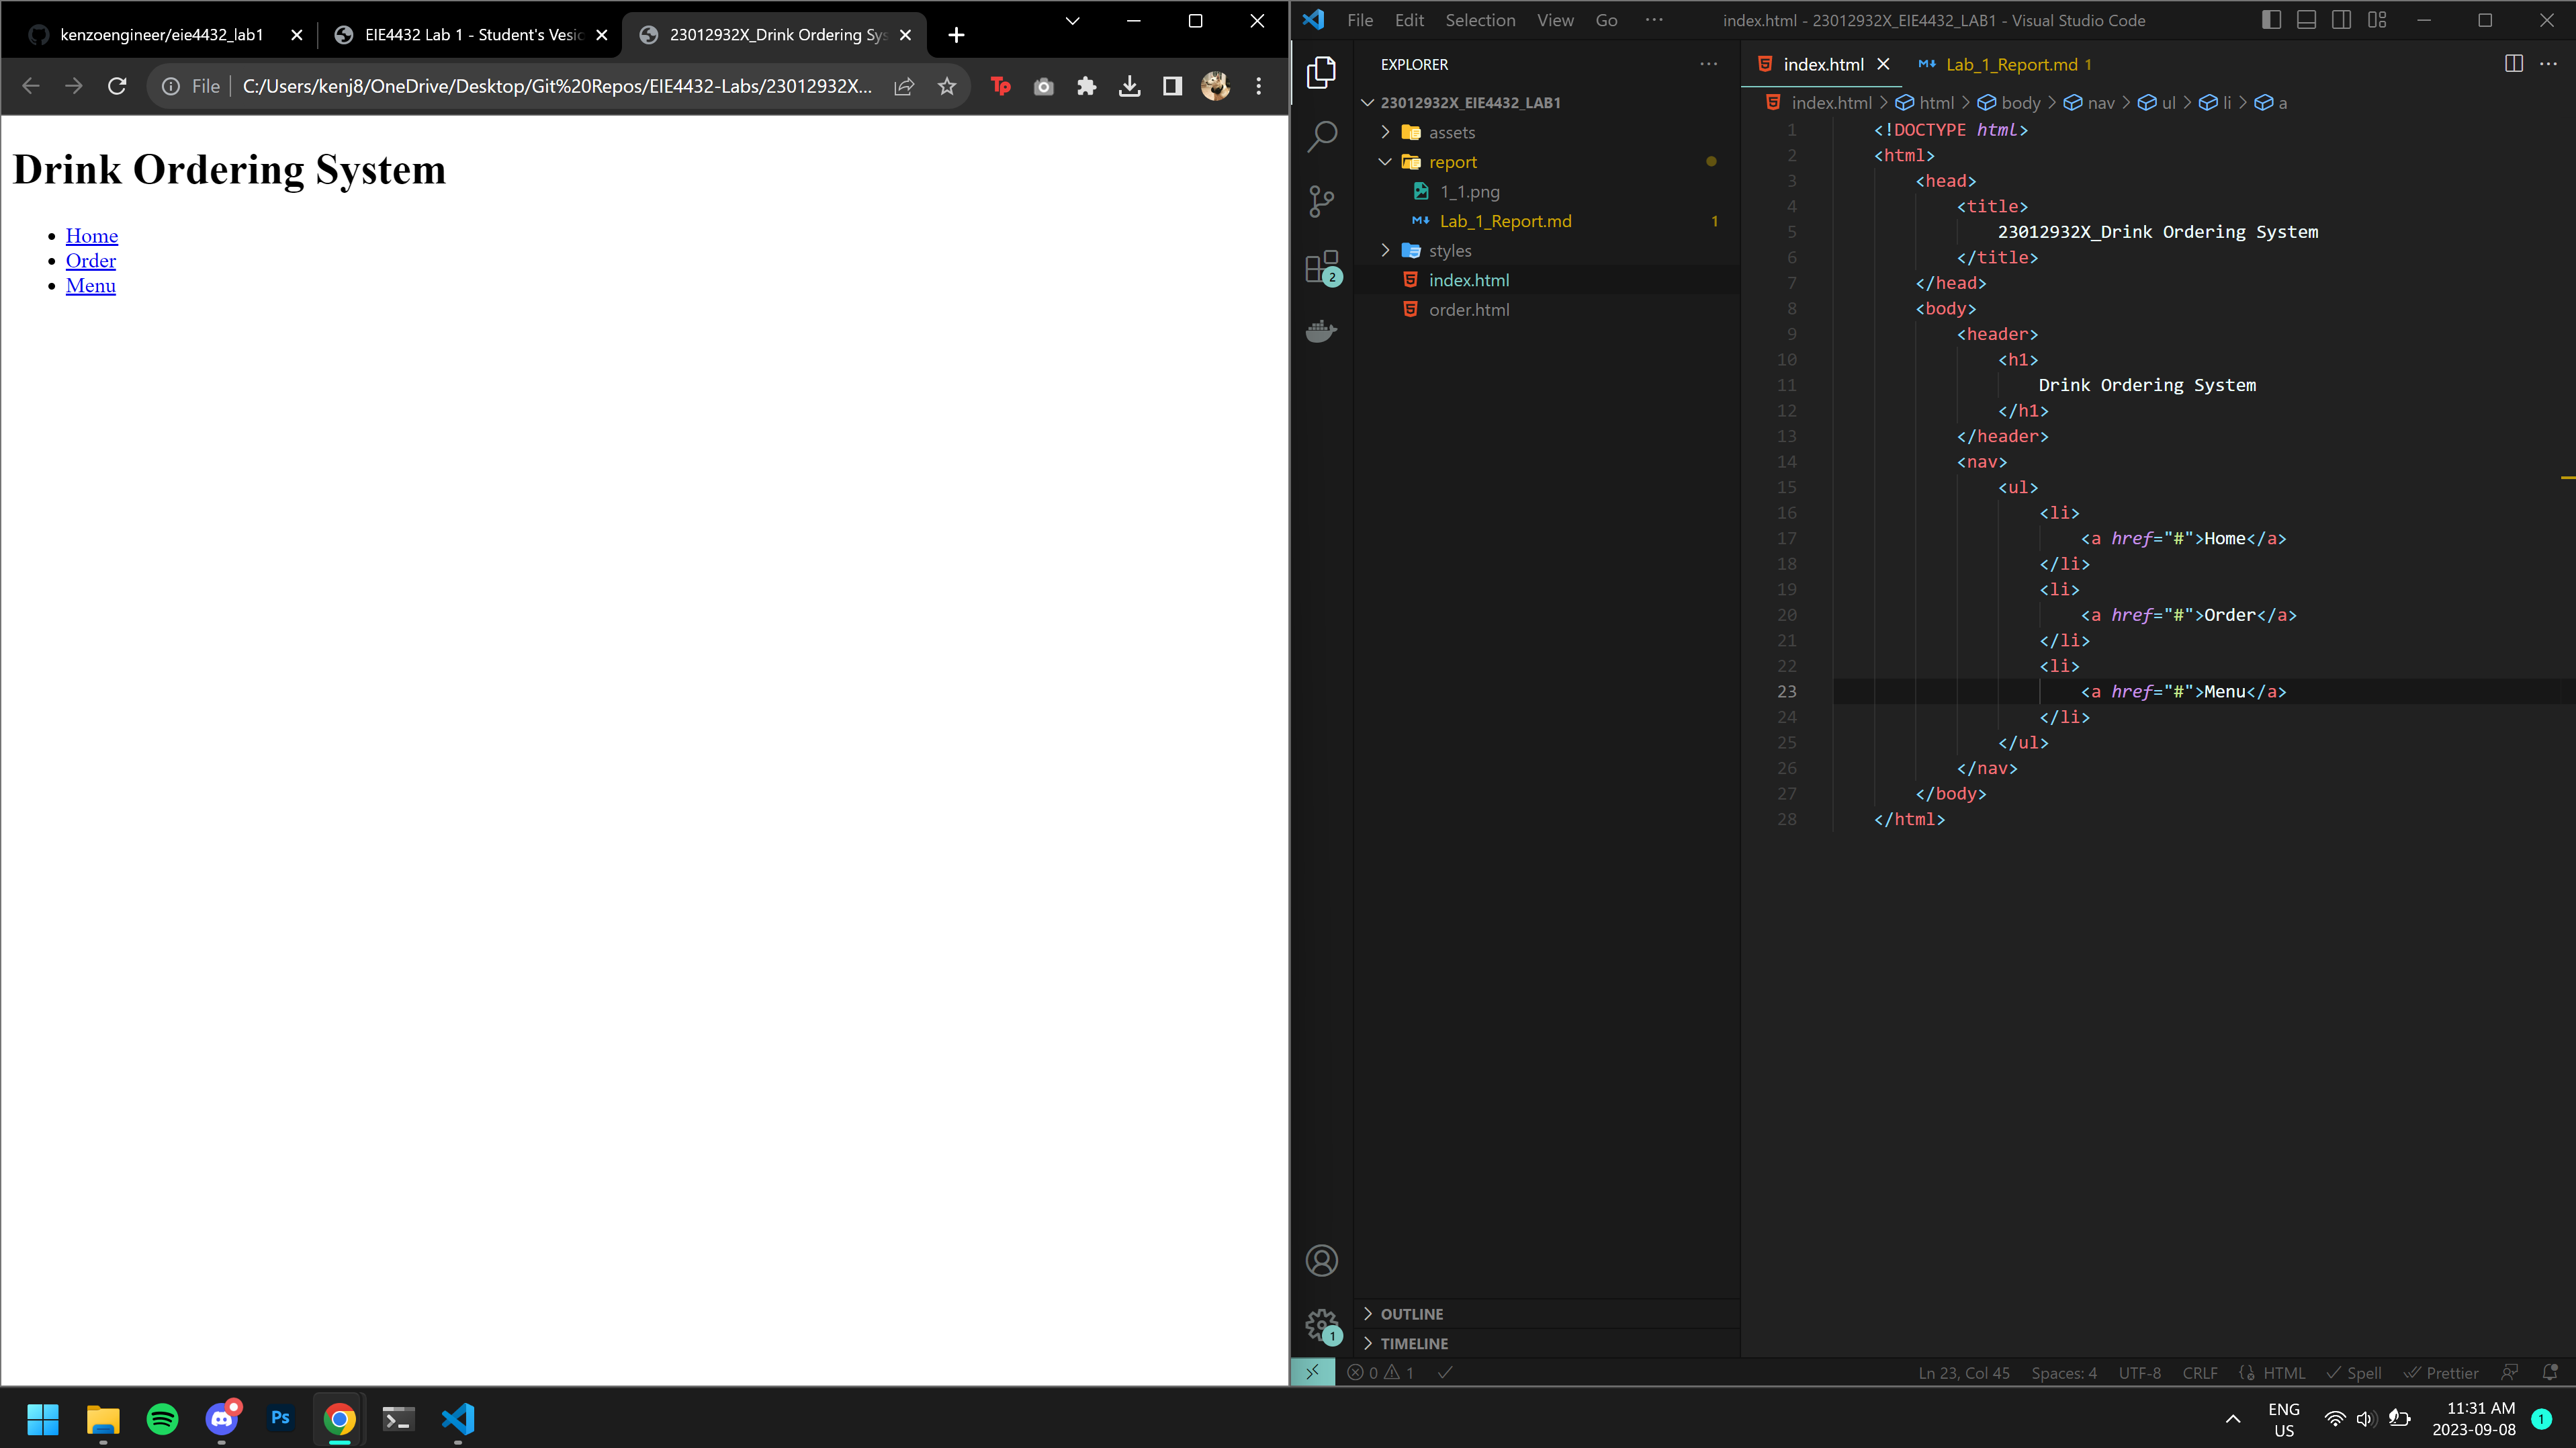 kenzoengineer/eie4432_lab1
EIE4432 Lab 1 - Student's Vesio
23012932X_Drink Ordering Sys
File
C:/Users/kenj8/OneDrive/Desktop/Git%20Repos/EIE4432-Labs/23012932X...
Tp
Drink Ordering System
Home
Order
Menu
File Edit Selection View Go ···
index.html - 23012932X_EIE4432_LAB1 - Visual Studio Code
EXPLORER
23012932X_EIE4432_LAB1
assets
report
1_1.png
Lab_1_Report.md 1
styles
index.html
order.html
2
1
OUTLINE
TIMELINE
index.html
Lab_1_Report.md 1
index.html > html > body > nav > ul > li > a
1 <!DOCTYPE html>
2 <html>
3 <head>
4 <title>
5 23012932X_Drink Ordering System
6 </title>
7 </head>
8 <body>
9 <header>
10 <h1>
11 Drink Ordering System
12 </h1>
13 </header>
14 <nav>
15 <ul>
16 <li>
17 <a href="#">Home</a>
18 </li>
19 <li>
20 <a href="#">Order</a>
21 </li>
22 <li>
23 <a href="#">Menu</a>
24 </li>
25 </ul>
26 </nav>
27 </body>
28 </html>
0 1
Ln 23, Col 45 Spaces: 4 UTF-8 CRLF {} HTML Spell Prettier
Ps
ENG
US
11:31 AM
2023-09-08
1